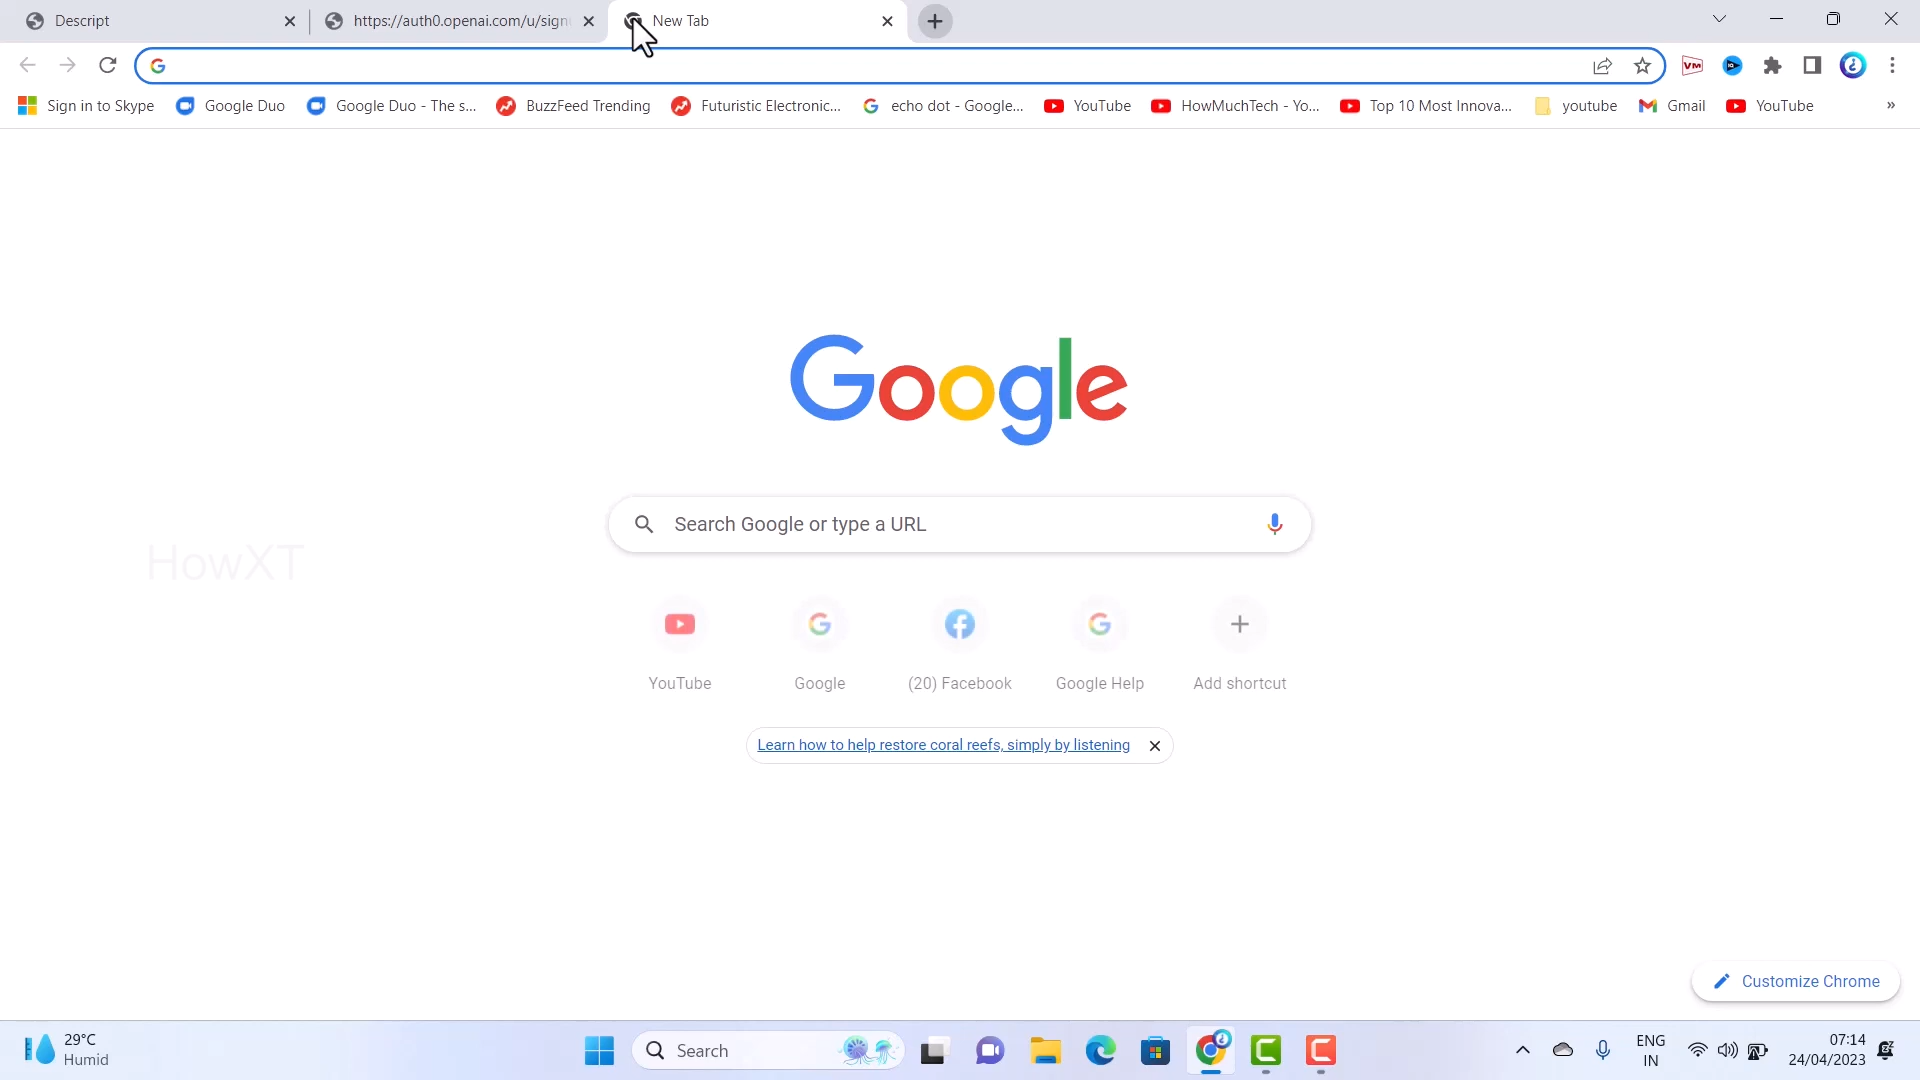 Descript
https://auth0.openai.com/u/sign
New Tab
Sign in to Skype
Google Duo
Google Duo - The s...
BuzzFeed Trending
Futuristic Electronic...
echo dot - Google...
YouTube
HowMuchTech - Yo...
Top 10 Most Innova...
youtube
Gmail
YouTube
»
Google
Search Google or type a URL
HowXT
YouTube
Google
(20) Facebook
Google Help
Add shortcut
Learn how to help restore coral reefs, simply by listening
Customize Chrome
29°C
Humid
Search
ENG
IN
07:14
24/04/2023